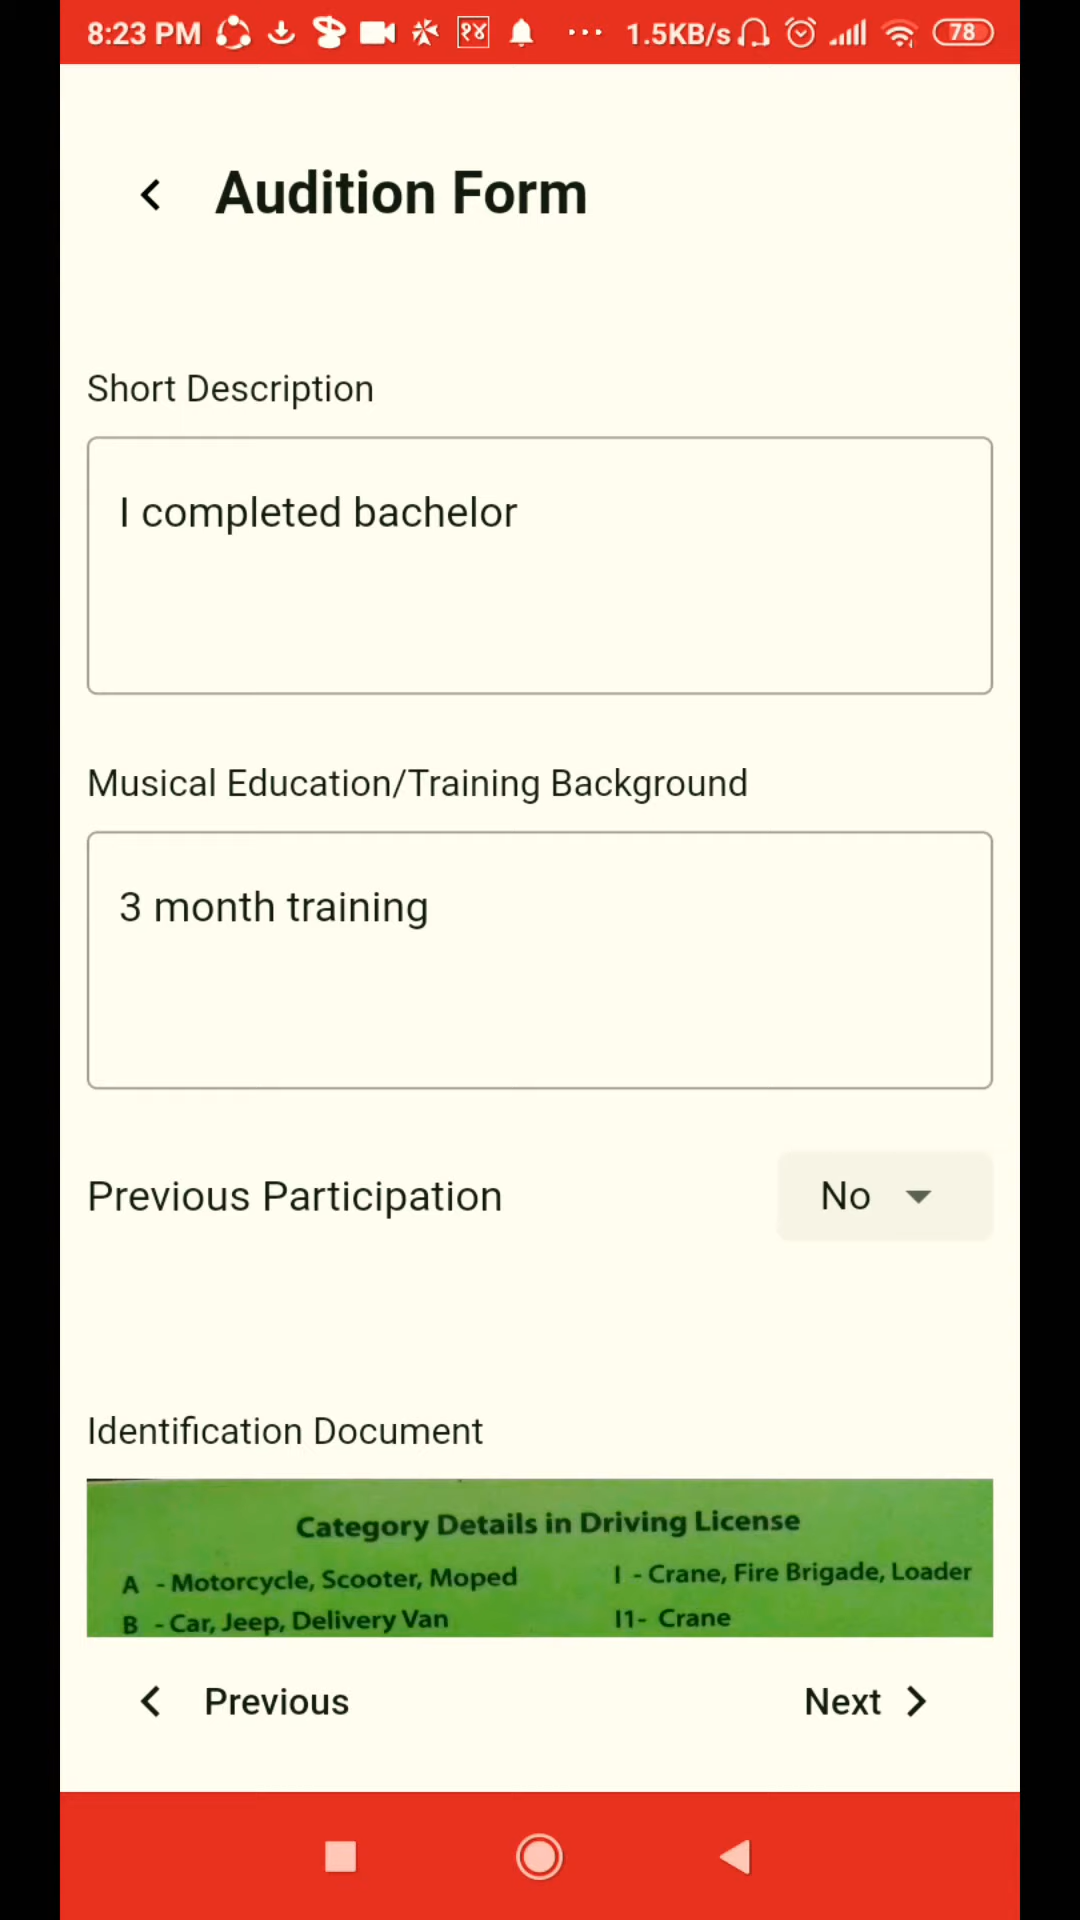 8:23 PM १४ ... 1.5KB/s 78
Audition Form
Short Description
I completed bachelor
Musical Education/Training Background
3 month training
Previous Participation No
Identification Document
Category Details in Driving License
A - Motorcycle, Scooter, Moped I - Crane, Fire Brigade, Loader
B - Car, Jeep, Delivery Van I1- Crane
Previous Next